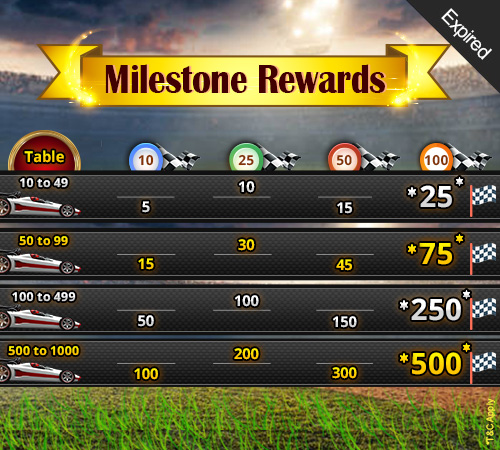 Expired
Milestone Rewards
Table 10 25 50 100
10 to 49 5 10 15 *25*
50 to 99 15 30 45 *75*
100 to 499 50 100 150 *250*
500 to 1000 100 200 300 *500*
*T&C Apply